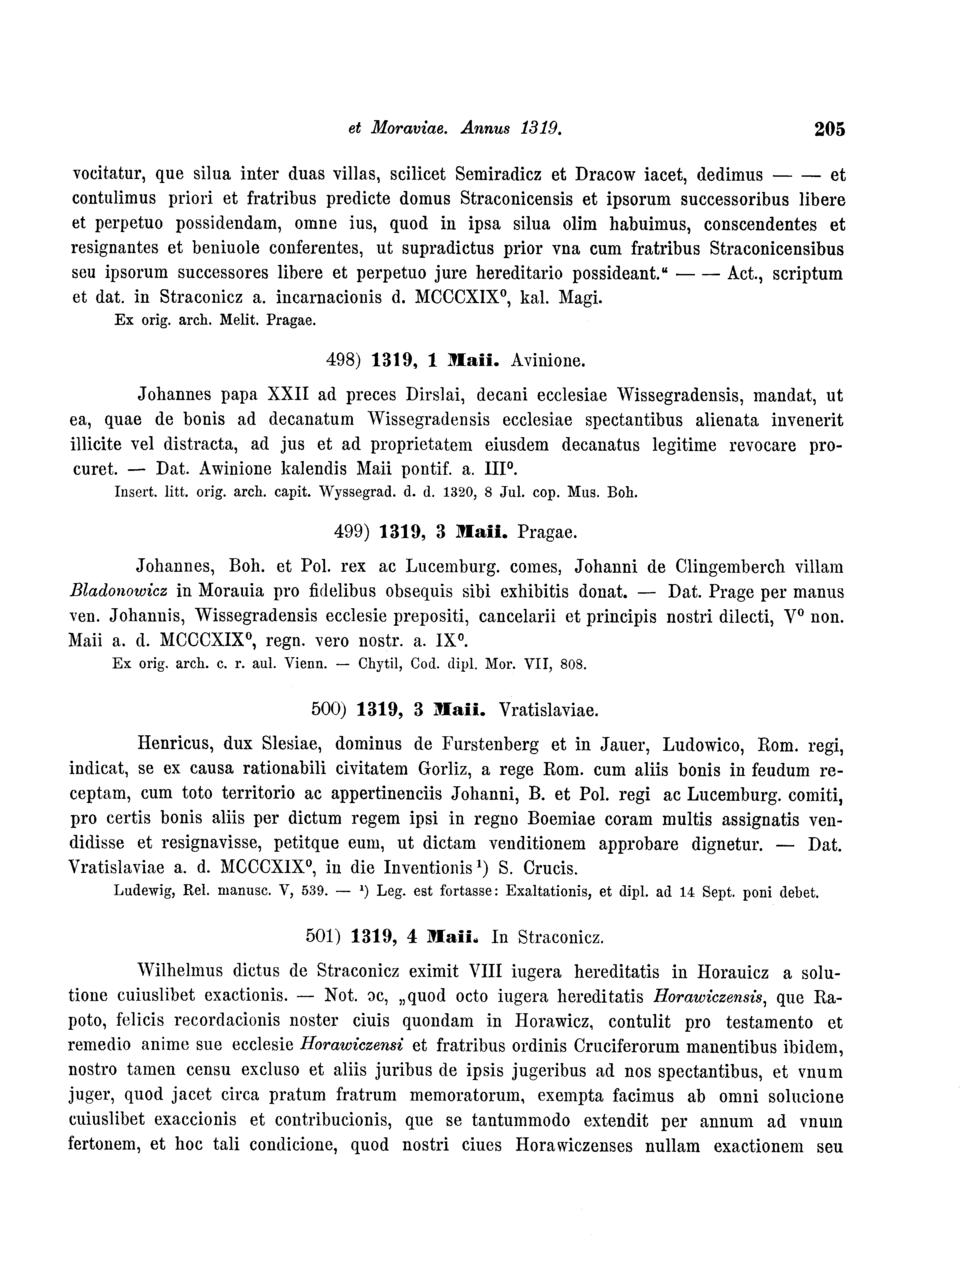 et Moraviae. Annus 1319. 205
vocitatur, que silua inter duas villas, scilicet Semiradicz et Dracow iacet, dedimus — — et
contulimus priori et fratribus predicte domus Straconicensis et ipsorum successoribus libere
et perpetuo possidendam, omne ius, quod in ipsa silua olim habuimus, conscendentes et
resignantes et beniuole conferentes, ut supradictus prior vna cum fratribus Straconicensibus
seu ipsorum successores libere et perpetuo jure hereditario possideant.“ — — Act., scriptum
et dat. in Straconicz a. incarnacionis d. MCCCXIX⁰, kal. Magi.
Ex orig. arch. Melit. Pragae.
498) 1319, 1 Maii. Avinione.
Johannes papa XXII ad preces Dirslai, decani ecclesiae Wissegradensis, mandat, ut
ea, quae de bonis ad decanatum Wissegradensis ecclesiae spectantibus alienata invenerit
illicite vel distracta, ad jus et ad proprietatem eiusdem decanatus legitime revocare pro-
curet. — Dat. Awinione kalendis Maii pontif. a. III⁰.
Insert. litt. orig. arch. capit. Wyssegrad. d. d. 1320, 8 Jul. cop. Mus. Boh.
499) 1319, 3 Maii. Pragae.
Johannes, Boh. et Pol. rex ac Lucemburg. comes, Johanni de Clingemberch villam
Bladonowicz in Morauia pro fidelibus obsequis sibi exhibitis donat. — Dat. Prage per manus
ven. Johannis, Wissegradensis ecclesie prepositi, cancelarii et principis nostri dilecti, V⁰ non.
Maii a. d. MCCCXIX⁰, regn. vero nostr. a. IX⁰.
Ex orig. arch. c. r. aul. Vienn. — Chytil, Cod. dipl. Mor. VII, 808.
500) 1319, 3 Maii. Vratislaviae.
Henricus, dux Slesiae, dominus de Furstenberg et in Jauer, Ludowico, Rom. regi,
indicat, se ex causa rationabili civitatem Gorliz, a rege Rom. cum aliis bonis in feudum re-
ceptam, cum toto territorio ac appertinenciis Johanni, B. et Pol. regi ac Lucemburg. comiti,
pro certis bonis aliis per dictum regem ipsi in regno Boemiae coram multis assignatis ven-
didisse et resignavisse, petitque eum, ut dictam venditionem approbare dignetur. — Dat.
Vratislaviae a. d. MCCCXIX⁰, in die Inventionis ¹) S. Crucis.
Ludewig, Rel. manusc. V, 539. — ¹) Leg. est fortasse: Exaltationis, et dipl. ad 14 Sept. poni debet.
501) 1319, 4 Maii. In Straconicz.
Wilhelmus dictus de Straconicz eximit VIII iugera hereditatis in Horauicz a solu-
tione cuiuslibet exactionis. — Not. ɔc, „quod octo iugera hereditatis Horawiczensis, que Ra-
poto, felicis recordacionis noster ciuis quondam in Horawicz, contulit pro testamento et
remedio anime sue ecclesie Horawiczensi et fratribus ordinis Cruciferorum manentibus ibidem,
nostro tamen censu excluso et aliis juribus de ipsis jugeribus ad nos spectantibus, et vnum
juger, quod jacet circa pratum fratrum memoratorum, exempta facimus ab omni solucione
cuiuslibet exaccionis et contribucionis, que se tantummodo extendit per annum ad vnum
fertonem, et hoc tali condicione, quod nostri ciues Horawiczenses nullam exactionem seu